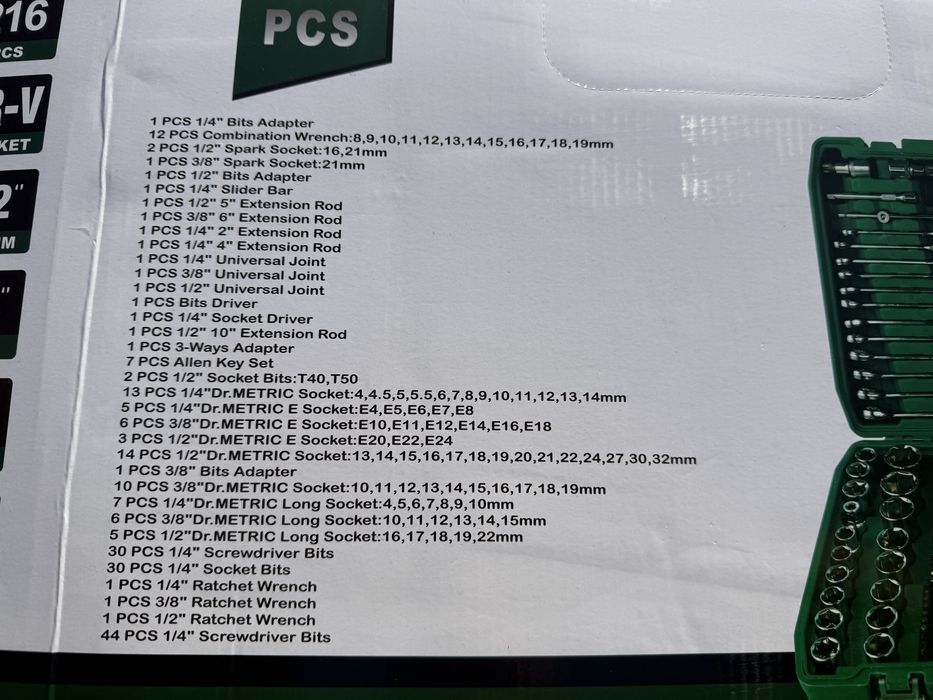 216
PCS
R-V
KET
2"
MM
"
PCS
1 PCS 1/4" Bits Adapter
12 PCS Combination Wrench:8,9,10,11,12,13,14,15,16,17,18,19mm
2 PCS 1/2" Spark Socket:16,21mm
1 PCS 3/8" Spark Socket:21mm
1 PCS 1/2" Bits Adapter
1 PCS 1/4" Slider Bar
1 PCS 1/2" 5" Extension Rod
1 PCS 3/8" 6" Extension Rod
1 PCS 1/4" 2" Extension Rod
1 PCS 1/4" 4" Extension Rod
1 PCS 1/4" Universal Joint
1 PCS 3/8" Universal Joint
1 PCS 1/2" Universal Joint
1 PCS Bits Driver
1 PCS 1/4" Socket Driver
1 PCS 1/2" 10" Extension Rod
1 PCS 3-Ways Adapter
7 PCS Allen Key Set
2 PCS 1/2" Socket Bits:T40,T50
13 PCS 1/4"Dr.METRIC Socket:4,4.5,5,5.5,6,7,8,9,10,11,12,13,14mm
5 PCS 1/4"Dr.METRIC E Socket:E4,E5,E6,E7,E8
6 PCS 3/8"Dr.METRIC E Socket:E10,E11,E12,E14,E16,E18
3 PCS 1/2"Dr.METRIC E Socket:E20,E22,E24
14 PCS 1/2"Dr.METRIC Socket:13,14,15,16,17,18,19,20,21,22,24,27,30,32mm
1 PCS 3/8" Bits Adapter
10 PCS 3/8"Dr.METRIC Socket:10,11,12,13,14,15,16,17,18,19mm
7 PCS 1/4"Dr.METRIC Long Socket:4,5,6,7,8,9,10mm
6 PCS 3/8"Dr.METRIC Long Socket:10,11,12,13,14,15mm
5 PCS 1/2"Dr.METRIC Long Socket:16,17,18,19,22mm
30 PCS 1/4" Screwdriver Bits
30 PCS 1/4" Socket Bits
1 PCS 1/4" Ratchet Wrench
1 PCS 3/8" Ratchet Wrench
1 PCS 1/2" Ratchet Wrench
44 PCS 1/4" Screwdriver Bits